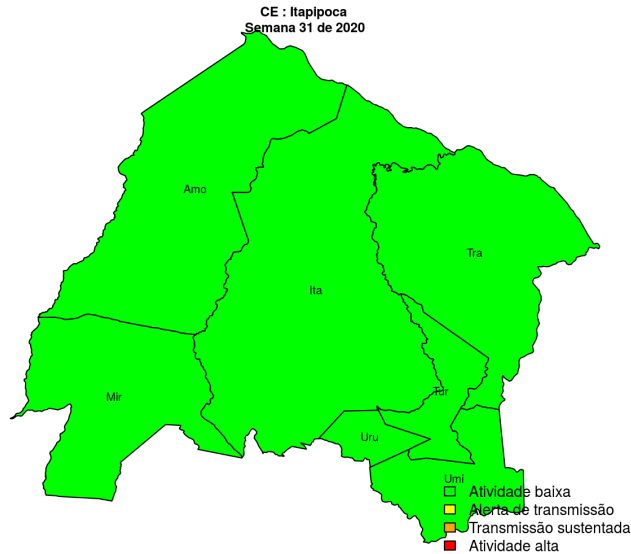 CE : Itapipoca
Semana 31 de 2020
Amo
Tra
Ita
Tur
Mir
Uru
Umi
Atividade baixa
Alerta de transmissão
Transmissão sustentada
Atividade alta